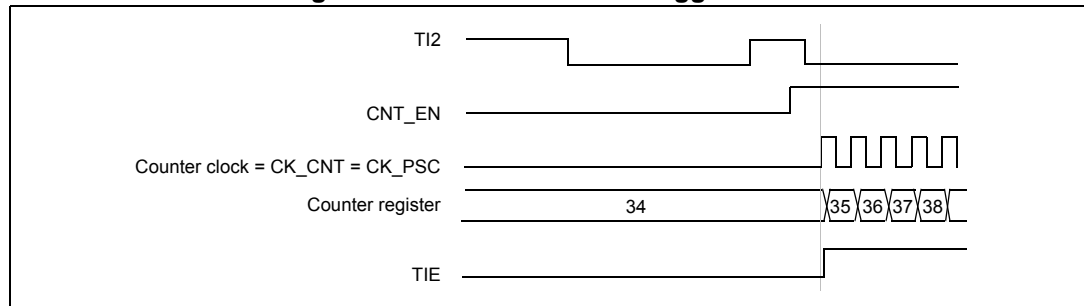 TI2
CNT_EN
Counter clock = CK_CNT = CK_PSC
Counter register 34 35 36 37 38
TIE